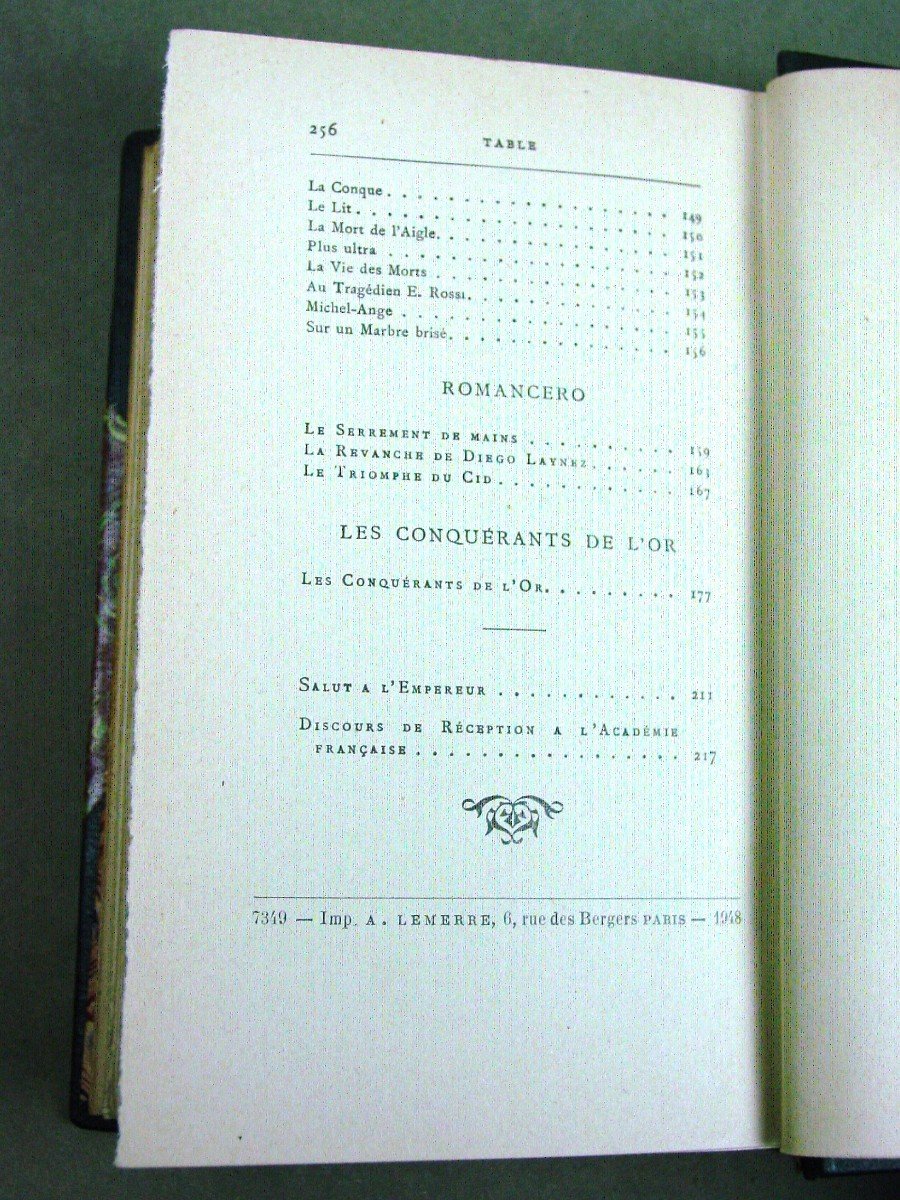 256 TABLE
La Conque . . . . . . . . . . . . . . . . . . 149
Le Lit . . . . . . . . . . . . . . . . . . . . 150
La Mort de l'Aigle . . . . . . . . . . . . . . 151
Plus ultra . . . . . . . . . . . . . . . . . . 152
La Vie des Morts . . . . . . . . . . . . . . . 153
Au Tragédien E. Rossi . . . . . . . . . . . . 154
Michel-Ange . . . . . . . . . . . . . . . . . 155
Sur un Marbre brisé . . . . . . . . . . . . . 156
ROMANCERO
LE SERREMENT DE MAINS . . . . . . . . . . 159
LA REVANCHE DE DIEGO LAYNEZ . . . . . . 163
LE TRIOMPHE DU CID . . . . . . . . . . . . 167
LES CONQUÉRANTS DE L'OR
LES CONQUÉRANTS DE L'OR . . . . . . . . . 177
SALUT A L'EMPEREUR . . . . . . . . . . . . 211
DISCOURS DE RÉCEPTION A L'ACADÉMIE
FRANÇAISE . . . . . . . . . . . . . . . . . 217
7349 — Imp. A. LEMERRE, 6, rue des Bergers PARIS — 1948